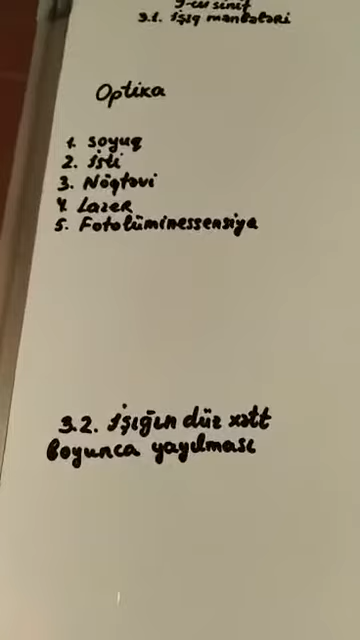 9-cu sinif
3.1. İşıq mənbələri
Optika
1. Soyuq
2. İsti
3. Nöqtəvi
4. Lazer
5. Fotolüminessensiya
3.2. İşığın düz xətt
boyunca yayılması